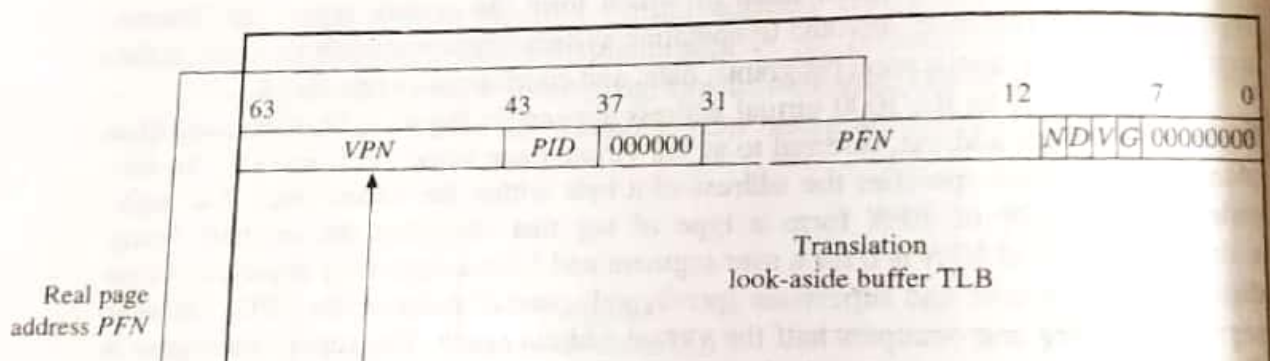 63 43 37 31 12 7 0
VPN PID 000000 PFN N D V G 00000000
Translation
look-aside buffer TLB
Real page
address PFN